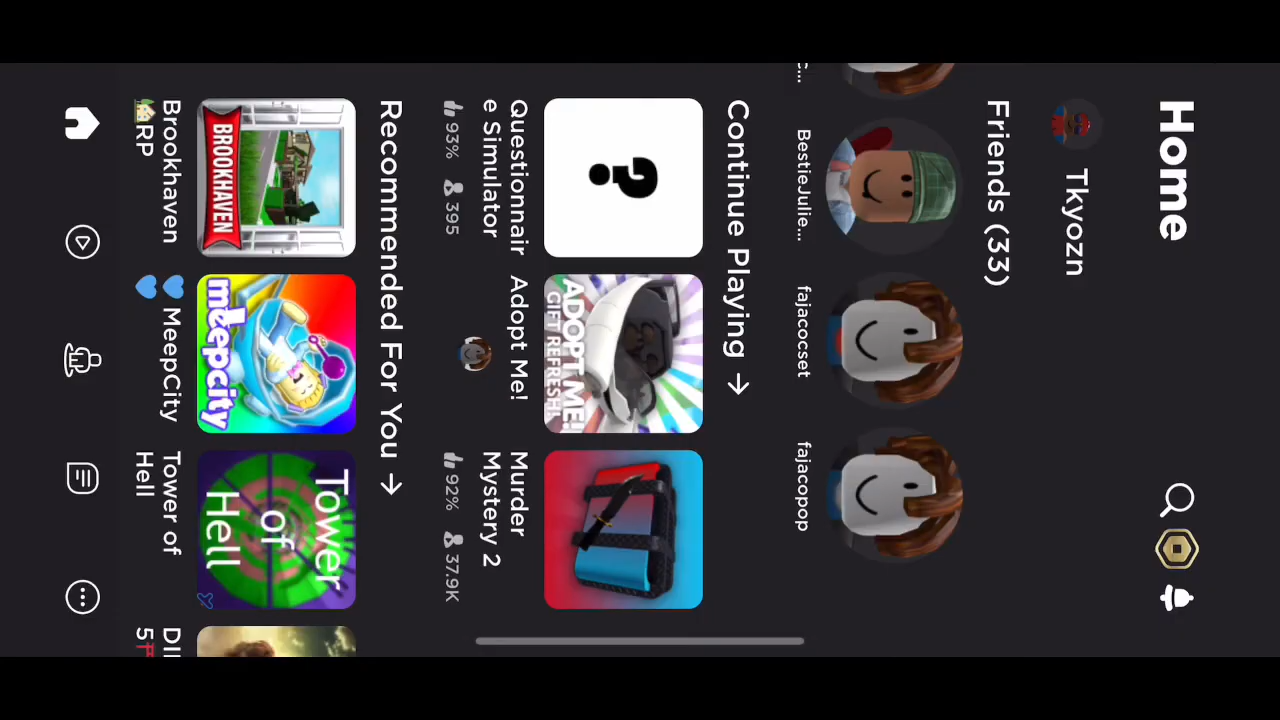 Home
Tkyozn
Friends (33)
BestieJulie...
fajacocset
fajacopop
Continue Playing →
ADOPT ME!
GIFT REFRESH!
Questionnair
e Simulator
Adopt Me!
Murder
Mystery 2
93% 395
92% 37.9K
Recommended For You →
BROOKHAVEN
meepcity
Tower
of
Hell
Brookhaven
🏡RP
💙💙 MeepCity
Tower of
Hell